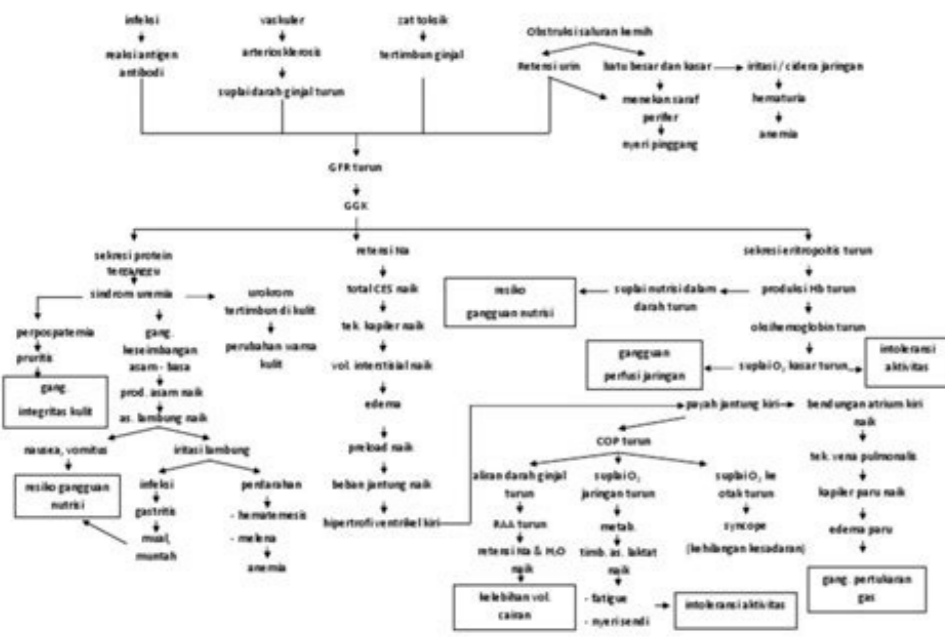 infeksi
reaksi antigen
antibodi
vaskuler
arteriosklerosis
suplai darah ginjal turun
zat toksik
tertimbun ginjal
Obstruksi saluran kemih
Retensi urin
batu besar dan kasar
iritasi / cidera jaringan
menekan saraf
perifer
hematuria
nyeri pinggang
anemia
GFR turun
GGK
sekresi protein
terganggu
retensi Na
sekresi eritropoitis turun
sindrom uremia
urokrom
tertimbun di kulit
total CES naik
resiko
gangguan nutrisi
suplai nutrisi dalam
darah turun
produksi Hb turun
perpospatemia
gang.
keseimbangan
asam - basa
perubahan warna
kulit
tek. kapiler naik
oksihemoglobin turun
pruritis
vol. interstisial naik
gangguan
perfusi jaringan
suplai O₂ kasar turun
intoleransi
aktivitas
gang.
integritas kulit
prod. asam naik
as. lambung naik
edema
payah jantung kiri
bendungan atrium kiri
naik
nausea, vomitus
iritasi lambung
preload naik
COP turun
tek. vena pulmonalis
resiko gangguan
nutrisi
infeksi
perdarahan
beban jantung naik
aliran darah ginjal
turun
suplai O₂
jaringan turun
suplai O₂ ke
otak turun
kapiler paru naik
gastritis
- hematemesis
hipertrofi ventrikel kiri
RAA turun
metab.
syncope
(kehilangan kesadaran)
edema paru
mual,
muntah
- melena
anemia
retensi Na & H₂O
naik
timb. as. laktat
naik
gang. pertukaran
gas
kelebihan vol.
cairan
- fatigue
- nyeri sendi
intoleransi aktivitas